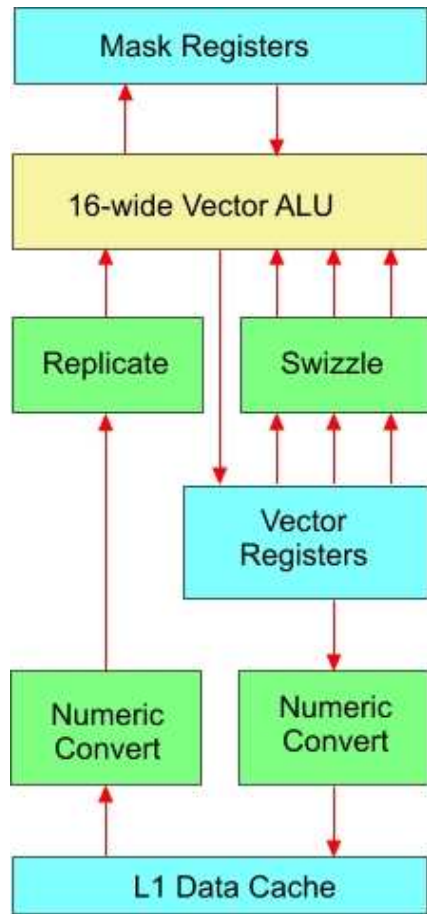 Mask Registers
16-wide Vector ALU
Replicate
Swizzle
Vector
Registers
Numeric
Convert
Numeric
Convert
L1 Data Cache